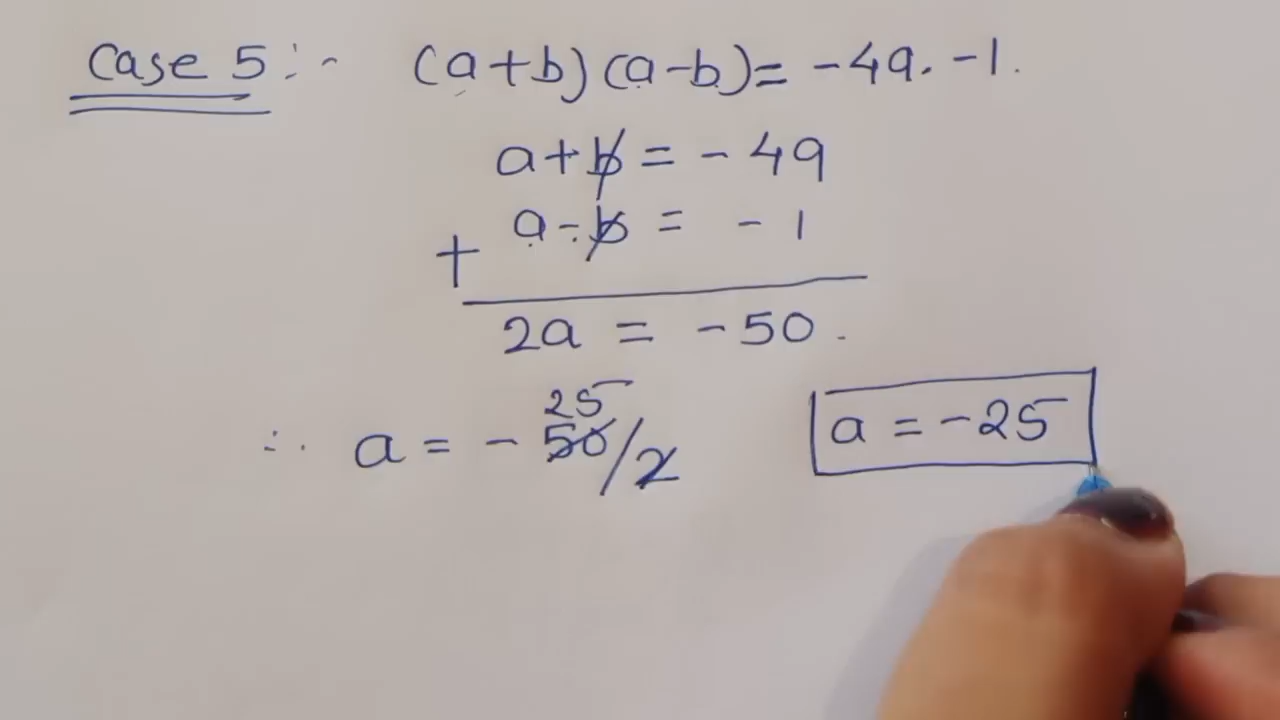 Case 5 :- (a+b)(a-b)= -49. -1.
a+b = -49
+ a-b = -1
2a = -50.
25
∴ a = -50/2 a = -25